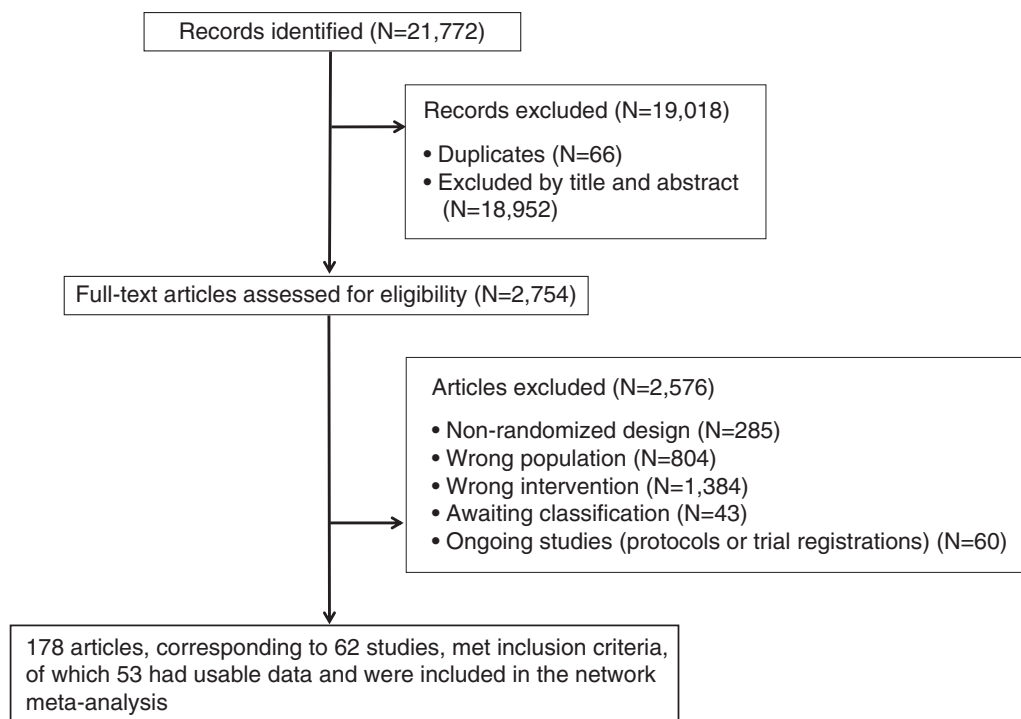 Records identified (N=21,772)
Records excluded (N=19,018)
• Duplicates (N=66)
• Excluded by title and abstract
(N=18,952)
Full-text articles assessed for eligibility (N=2,754)
Articles excluded (N=2,576)
• Non-randomized design (N=285)
• Wrong population (N=804)
• Wrong intervention (N=1,384)
• Awaiting classification (N=43)
• Ongoing studies (protocols or trial registrations) (N=60)
178 articles, corresponding to 62 studies, met inclusion criteria,
of which 53 had usable data and were included in the network
meta-analysis